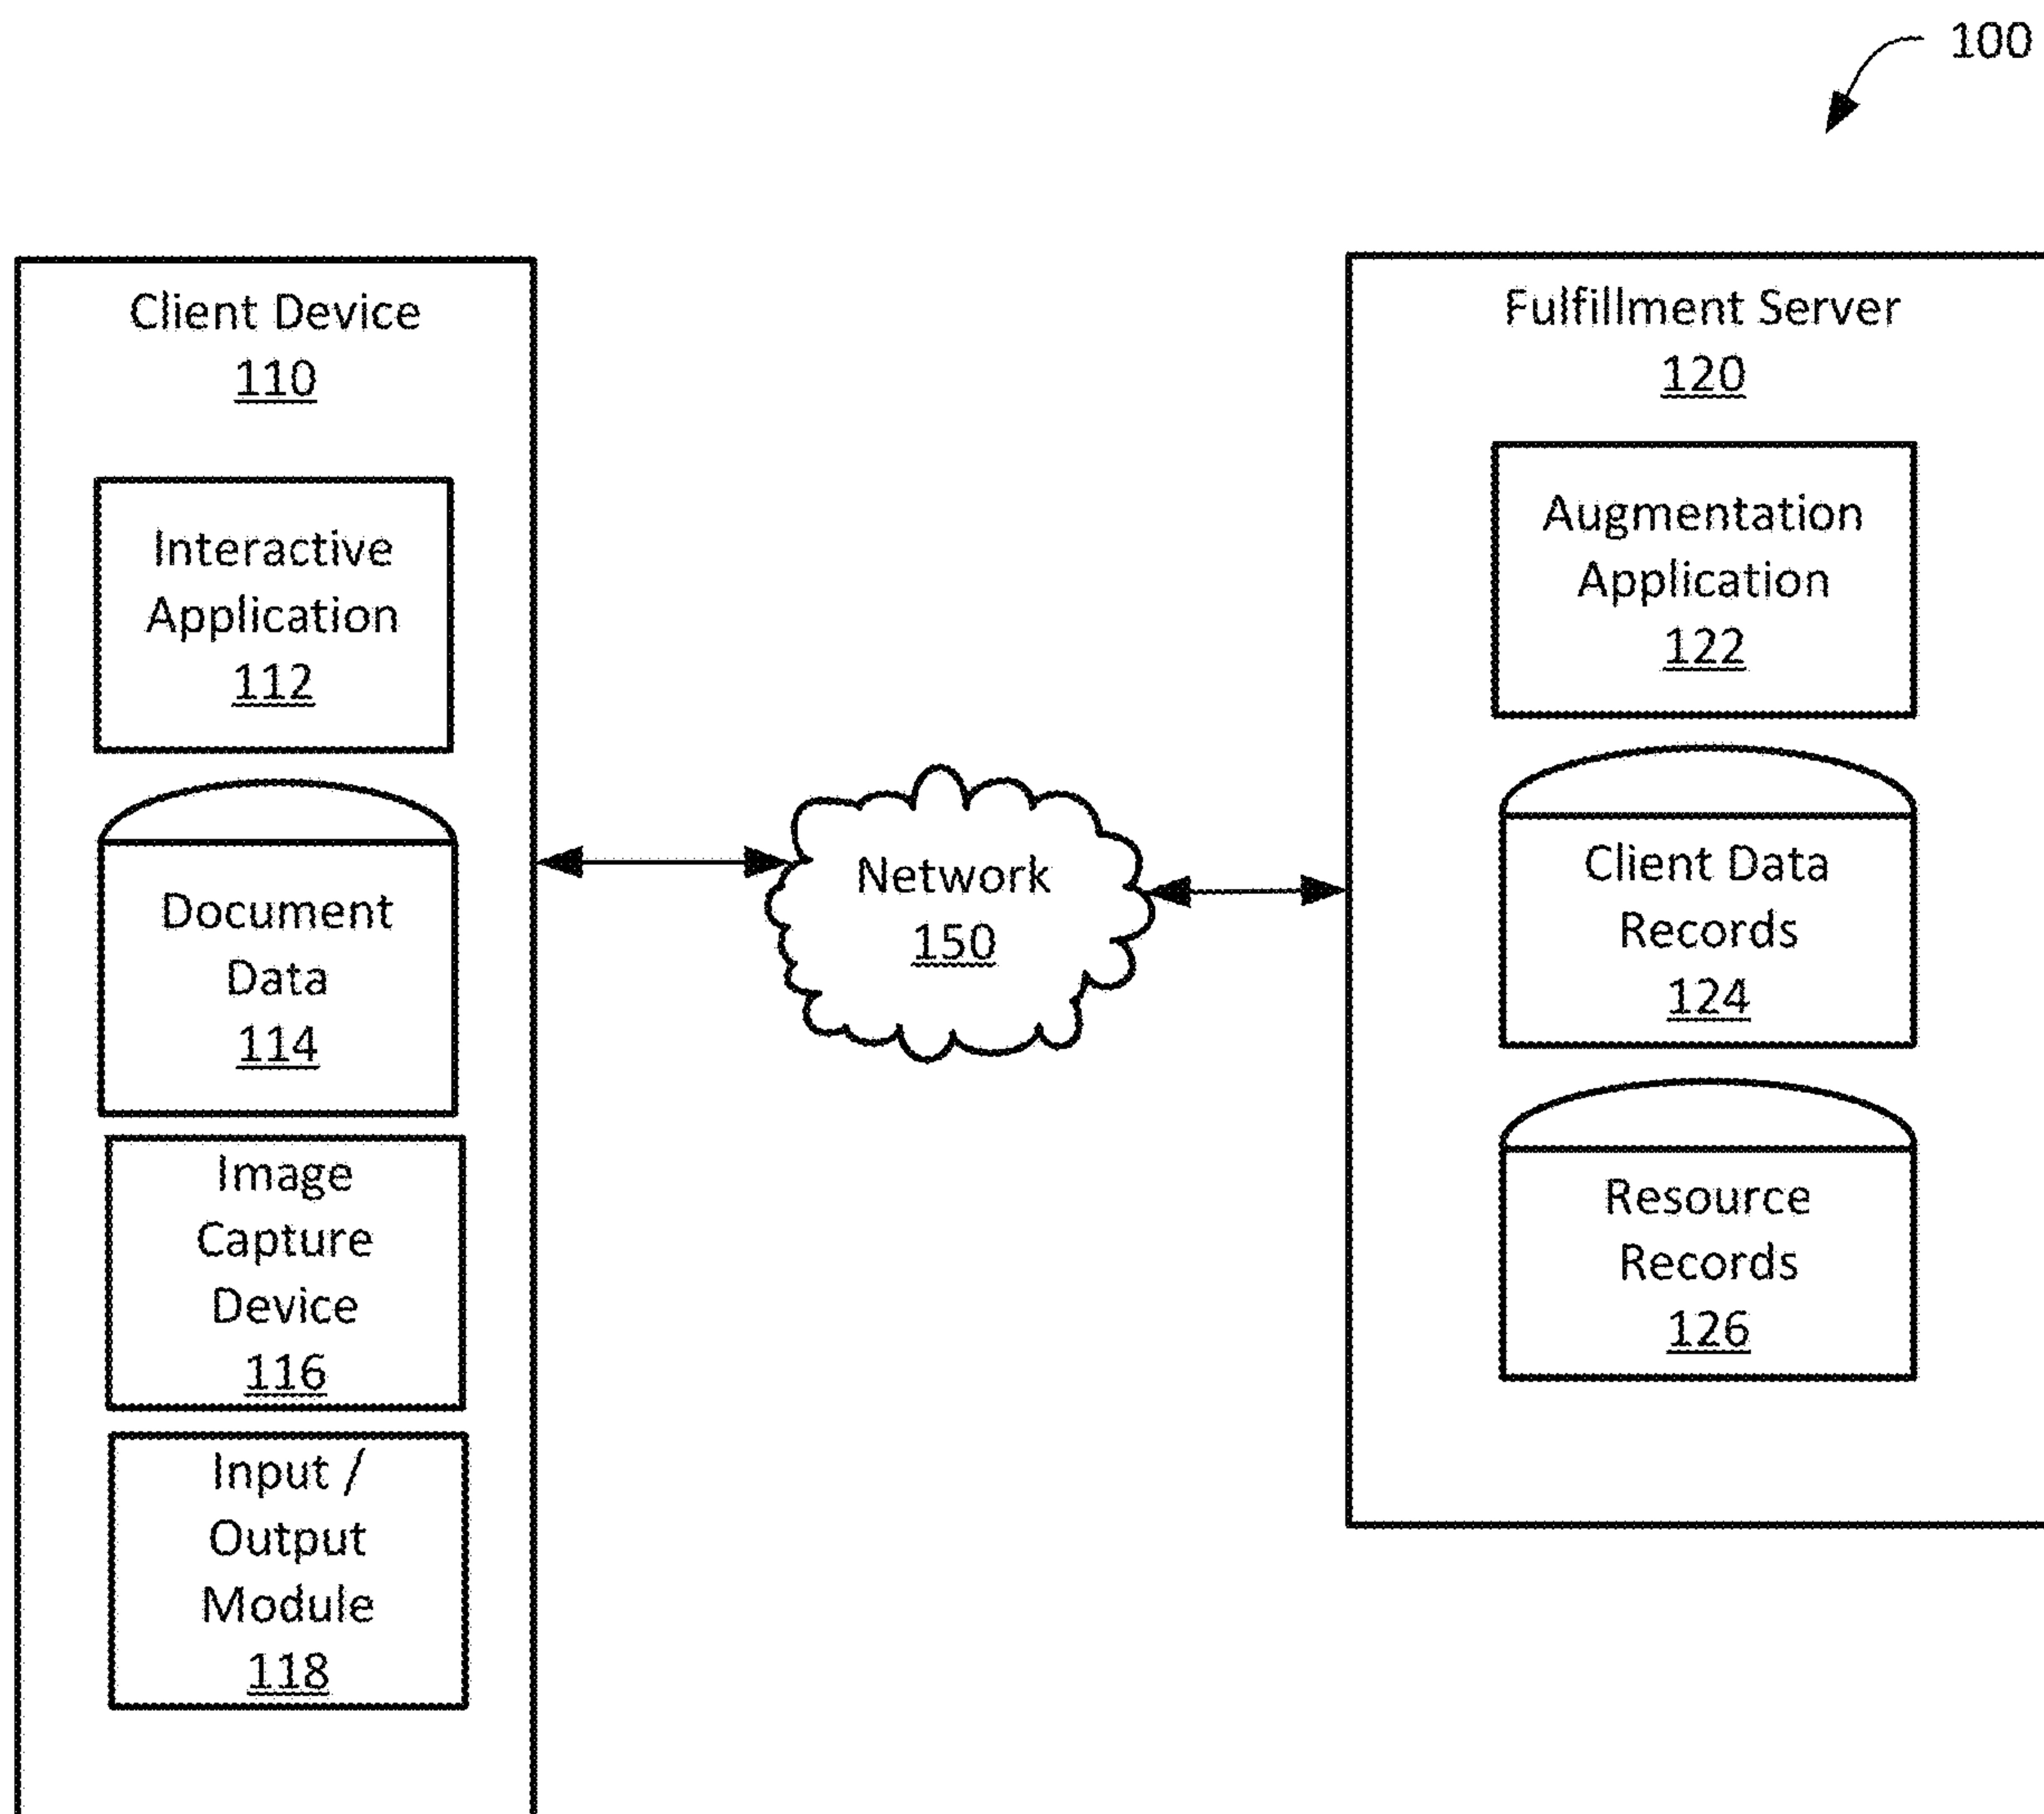 100
Client Device
110
Interactive
Application
112
Document
Data
114
Image
Capture
Device
116
Input /
Output
Module
118
Network
150
Fulfillment Server
120
Augmentation
Application
122
Client Data
Records
124
Resource
Records
126